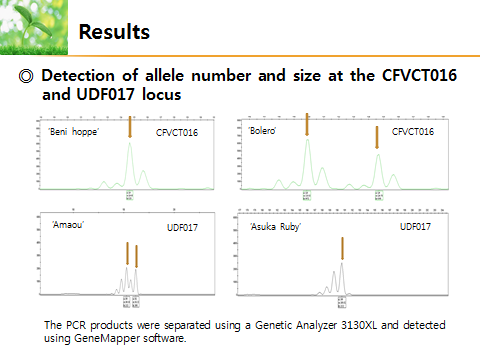 Results
◎ Detection of allele number and size at the CFVCT016
and UDF017 locus
'Beni hoppe'
CFVCT016
'Bolero'
CFVCT016
'Amaou'
UDF017
'Asuka Ruby'
UDF017
The PCR products were separated using a Genetic Analyzer 3130XL and detected
using GeneMapper software.